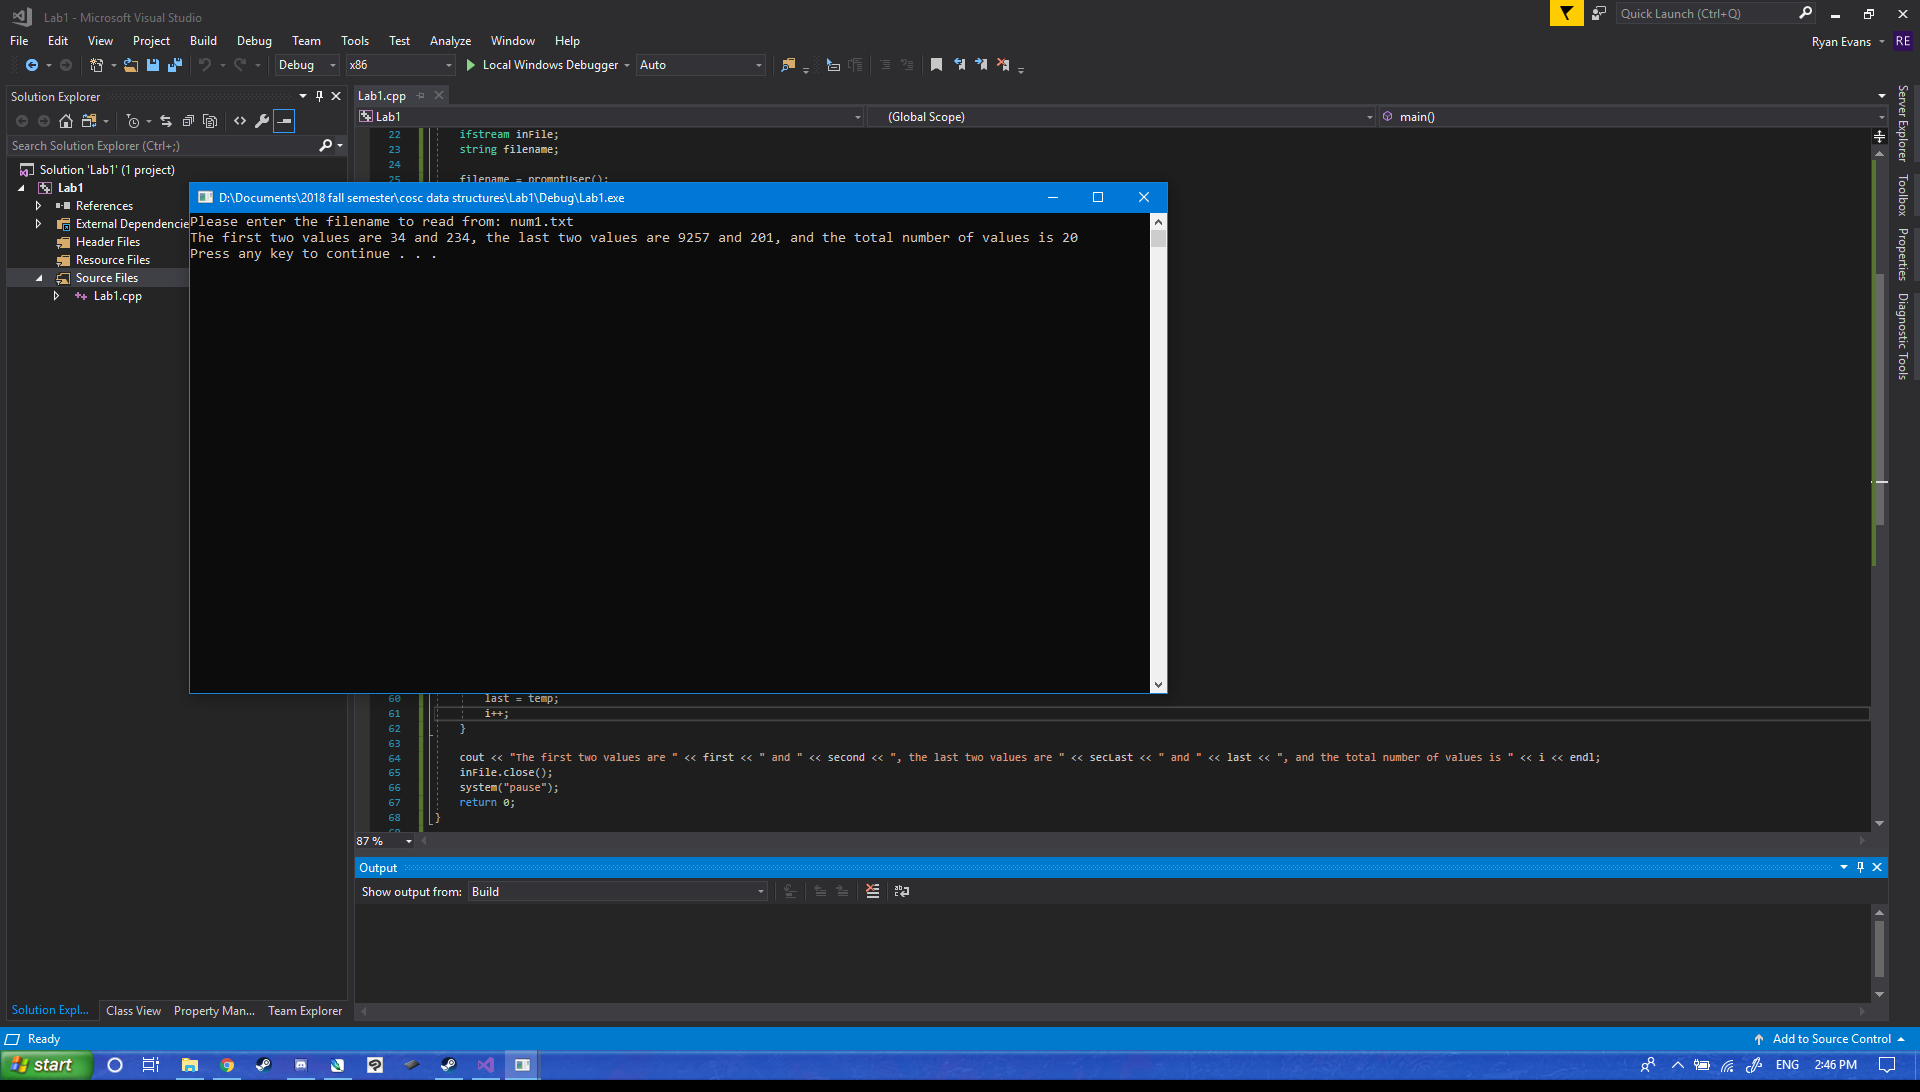 Lab1 - Microsoft Visual Studio
Quick Launch (Ctrl+Q)
File Edit View Project Build Debug Team Tools Test Analyze Window Help
Ryan Evans RE
Debug x86 Local Windows Debugger Auto
Solution Explorer
Search Solution Explorer (Ctrl+;)
Solution 'Lab1' (1 project)
Lab1
References
External Dependencie
Header Files
Resource Files
Source Files
Lab1.cpp
Lab1.cpp
Lab1 (Global Scope) main()
22 ifstream inFile;
23 string filename;
24
25 filename = promptUser();
D:\Documents\2018 fall semester\cosc data structures\Lab1\Debug\Lab1.exe
Please enter the filename to read from: num1.txt
The first two values are 34 and 234, the last two values are 9257 and 201, and the total number of values is 20
Press any key to continue . . .
60 last = temp;
61 i++;
62 }
63
64 cout << "The first two values are " << first << " and " << second << ", the last two values are " << secLast << " and " << last << ", and the total number of values is " << i << endl;
65 inFile.close();
66 system("pause");
67 return 0;
68 }
69
87 %
Output
Show output from: Build
Server Explorer
Toolbox
Properties
Diagnostic Tools
Solution Expl... Class View Property Man... Team Explorer
Ready
Add to Source Control
start
ENG 2:46 PM